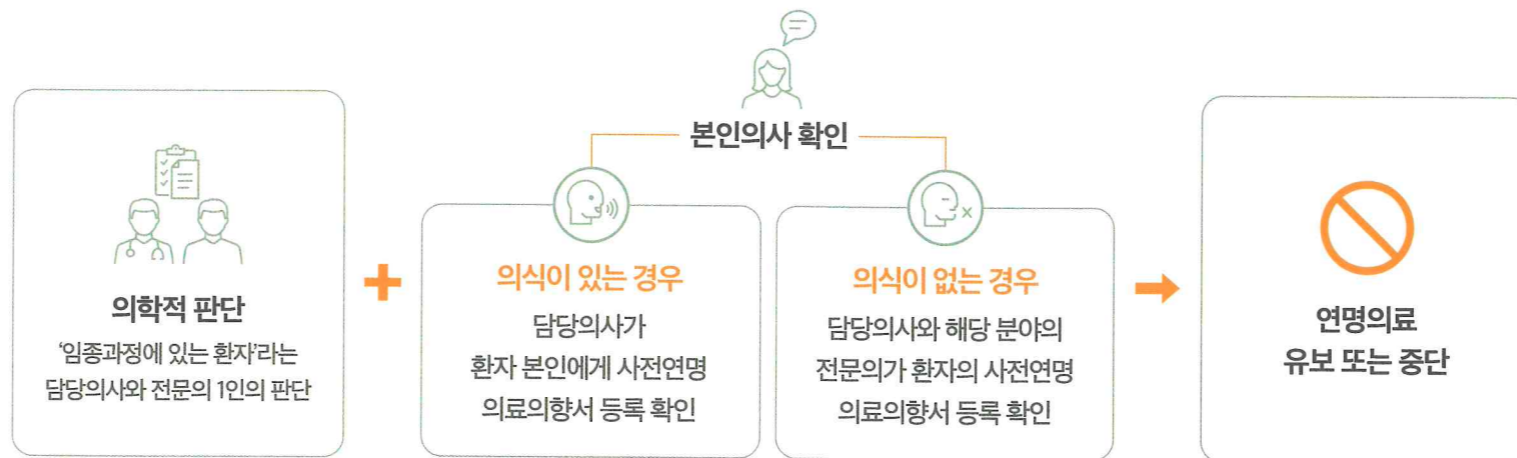 본인의사 확인
의학적 판단
‘임종과정에 있는 환자’라는
담당의사와 전문의 1인의 판단
의식이 있는 경우
담당의사가
환자 본인에게 사전연명
의료의향서 등록 확인
의식이 없는 경우
담당의사와 해당 분야의
전문의가 환자의 사전연명
의료의향서 등록 확인
연명의료
유보 또는 중단